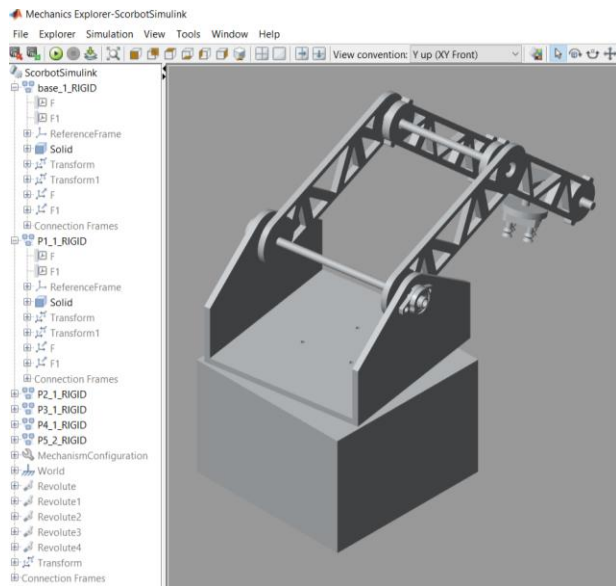 Mechanics Explorer-ScorbotSimulink
File Explorer Simulation View Tools Window Help
View convention: Y up (XY Front)
ScorbotSimulink
base_1_RIGID
F
F1
ReferenceFrame
Solid
Transform
Transform1
F
F1
Connection Frames
P1_1_RIGID
F
F1
ReferenceFrame
Solid
Transform
Transform1
F
F1
Connection Frames
P2_1_RIGID
P3_1_RIGID
P4_1_RIGID
P5_2_RIGID
MechanismConfiguration
World
Revolute
Revolute1
Revolute2
Revolute3
Revolute4
Transform
Connection Frames